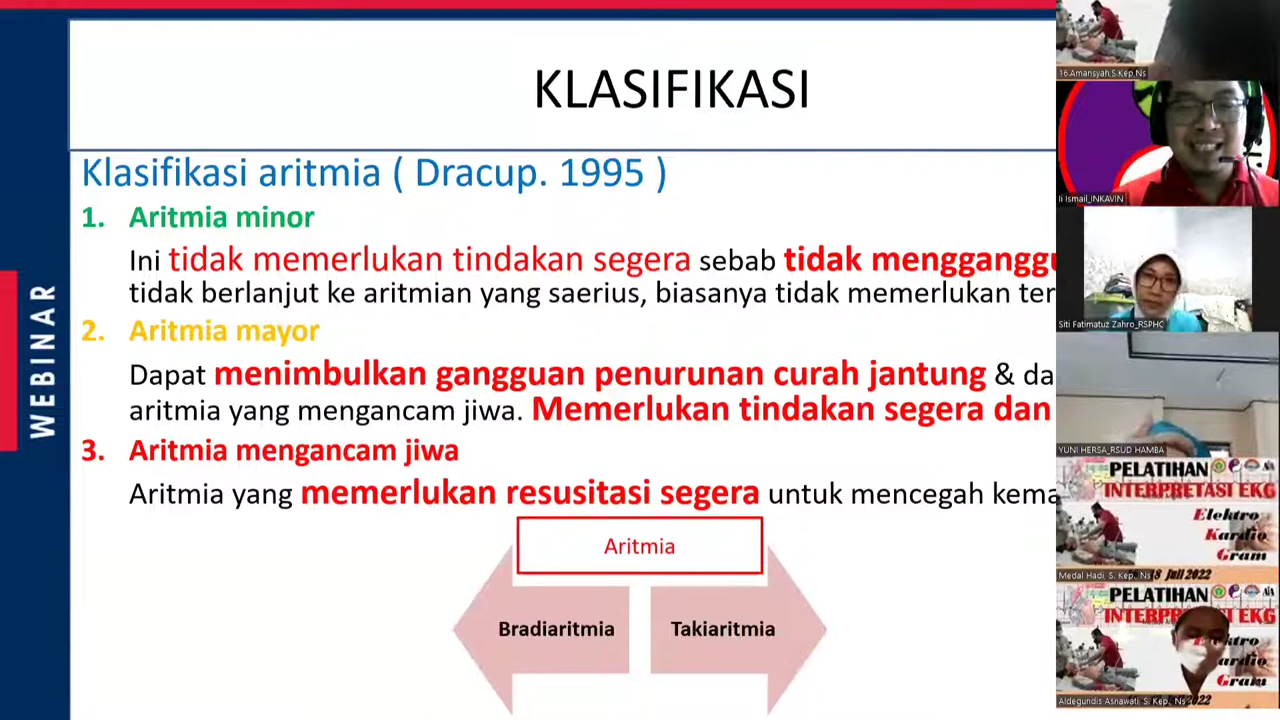 KLASIFIKASI
Klasifikasi aritmia ( Dracup. 1995 )
1. Aritmia minor
Ini tidak memerlukan tindakan segera sebab tidak mengganggu
tidak berlanjut ke aritmian yang saerius, biasanya tidak memerlukan ter
2. Aritmia mayor
Dapat menimbulkan gangguan penurunan curah jantung & da
aritmia yang mengancam jiwa. Memerlukan tindakan segera dan
3. Aritmia mengancam jiwa
Aritmia yang memerlukan resusitasi segera untuk mencegah kema
Aritmia
Bradiaritmia
Takiaritmia
WEBINAR
16.Amansyah,S.Kep,Ns
Ii Ismail_INKAVIN
Siti Fatimatuz Zahro_RSPHC
YUNI HERSA_RSUD HAMBA
PELATIHAN
INTERPRETASI EKG
Elektro
Kardio
Gram
Medal Hadi, S. Kep., Ns
8 Juli 2022
PELATIHAN
INTERPRETASI EKG
Gram
Aldegundis Asnawati, S. Kep., Ns
2022